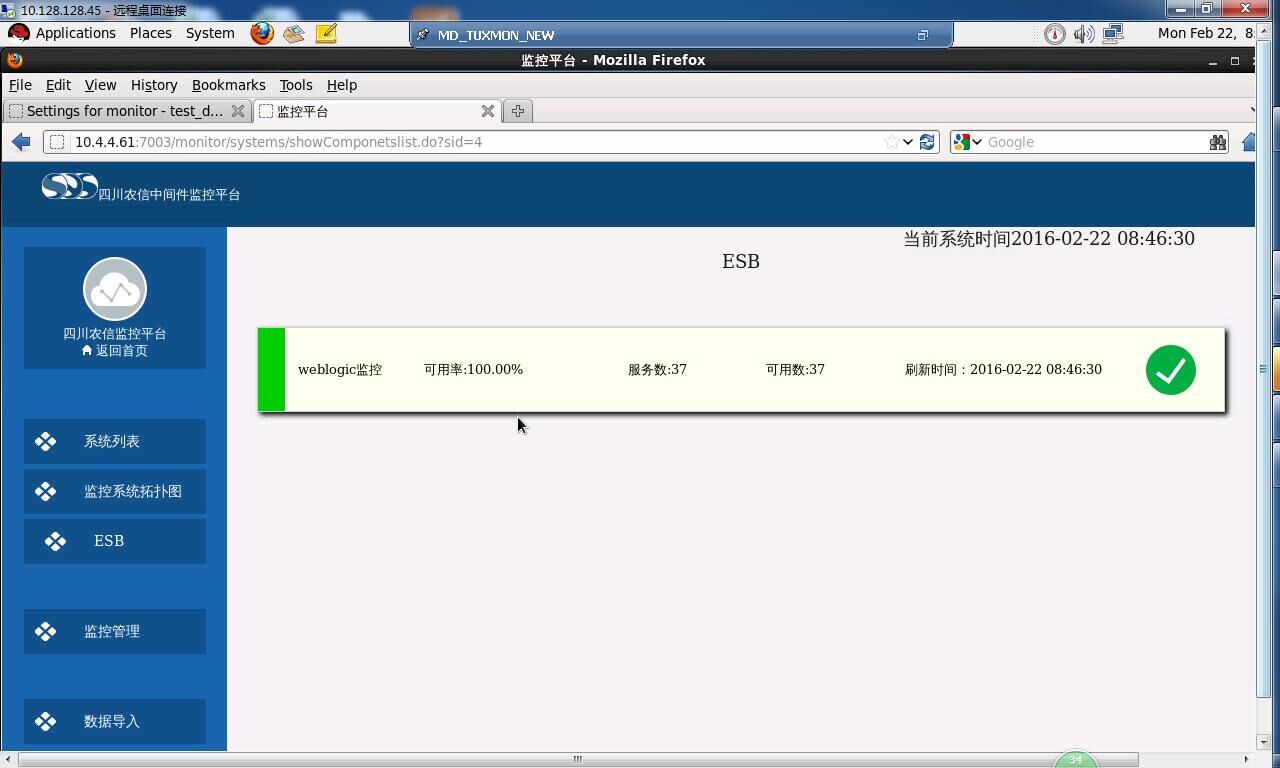 10.128.128.45 - 远程桌面连接
Applications Places System
MD_TUXMON_NEW
Mon Feb 22, 8:
监控平台 - Mozilla Firefox
File Edit View History Bookmarks Tools Help
Settings for monitor - test_d...
监控平台
10.4.4.61:7003/monitor/systems/showComponetslist.do?sid=4
Google
四川农信中间件监控平台
当前系统时间2016-02-22 08:46:30
ESB
四川农信监控平台
返回首页
weblogic监控 可用率:100.00% 服务数:37 可用数:37 刷新时间：2016-02-22 08:46:30
系统列表
监控系统拓扑图
ESB
监控管理
数据导入
34